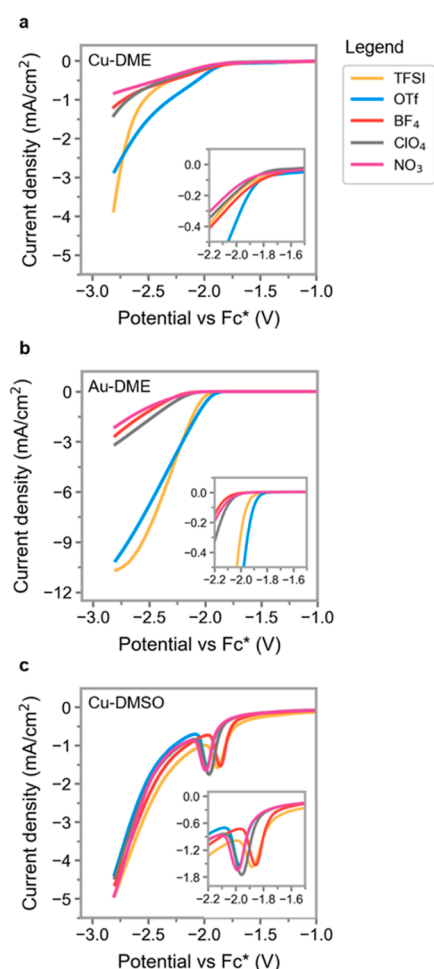 a
Cu-DME
Legend
TFSI
OTf
BF₄
ClO₄
NO₃
Current density (mA/cm²)
0
−1
−2
−3
−4
−5
0.0
−0.2
−0.4
−2.2 −2.0 −1.8 −1.6
−3.0 −2.5 −2.0 −1.5 −1.0
Potential vs Fc* (V)
b
Au-DME
Current density (mA/cm²)
0
−3
−6
−9
−12
0.0
−0.2
−0.4
−2.2 −2.0 −1.8 −1.6
−3.0 −2.5 −2.0 −1.5 −1.0
Potential vs Fc* (V)
c
Cu-DMSO
Current density (mA/cm²)
0
−1
−2
−3
−4
−5
−0.6
−1.0
−1.4
−1.8
−2.2 −2.0 −1.8 −1.6
−3.0 −2.5 −2.0 −1.5 −1.0
Potential vs Fc* (V)